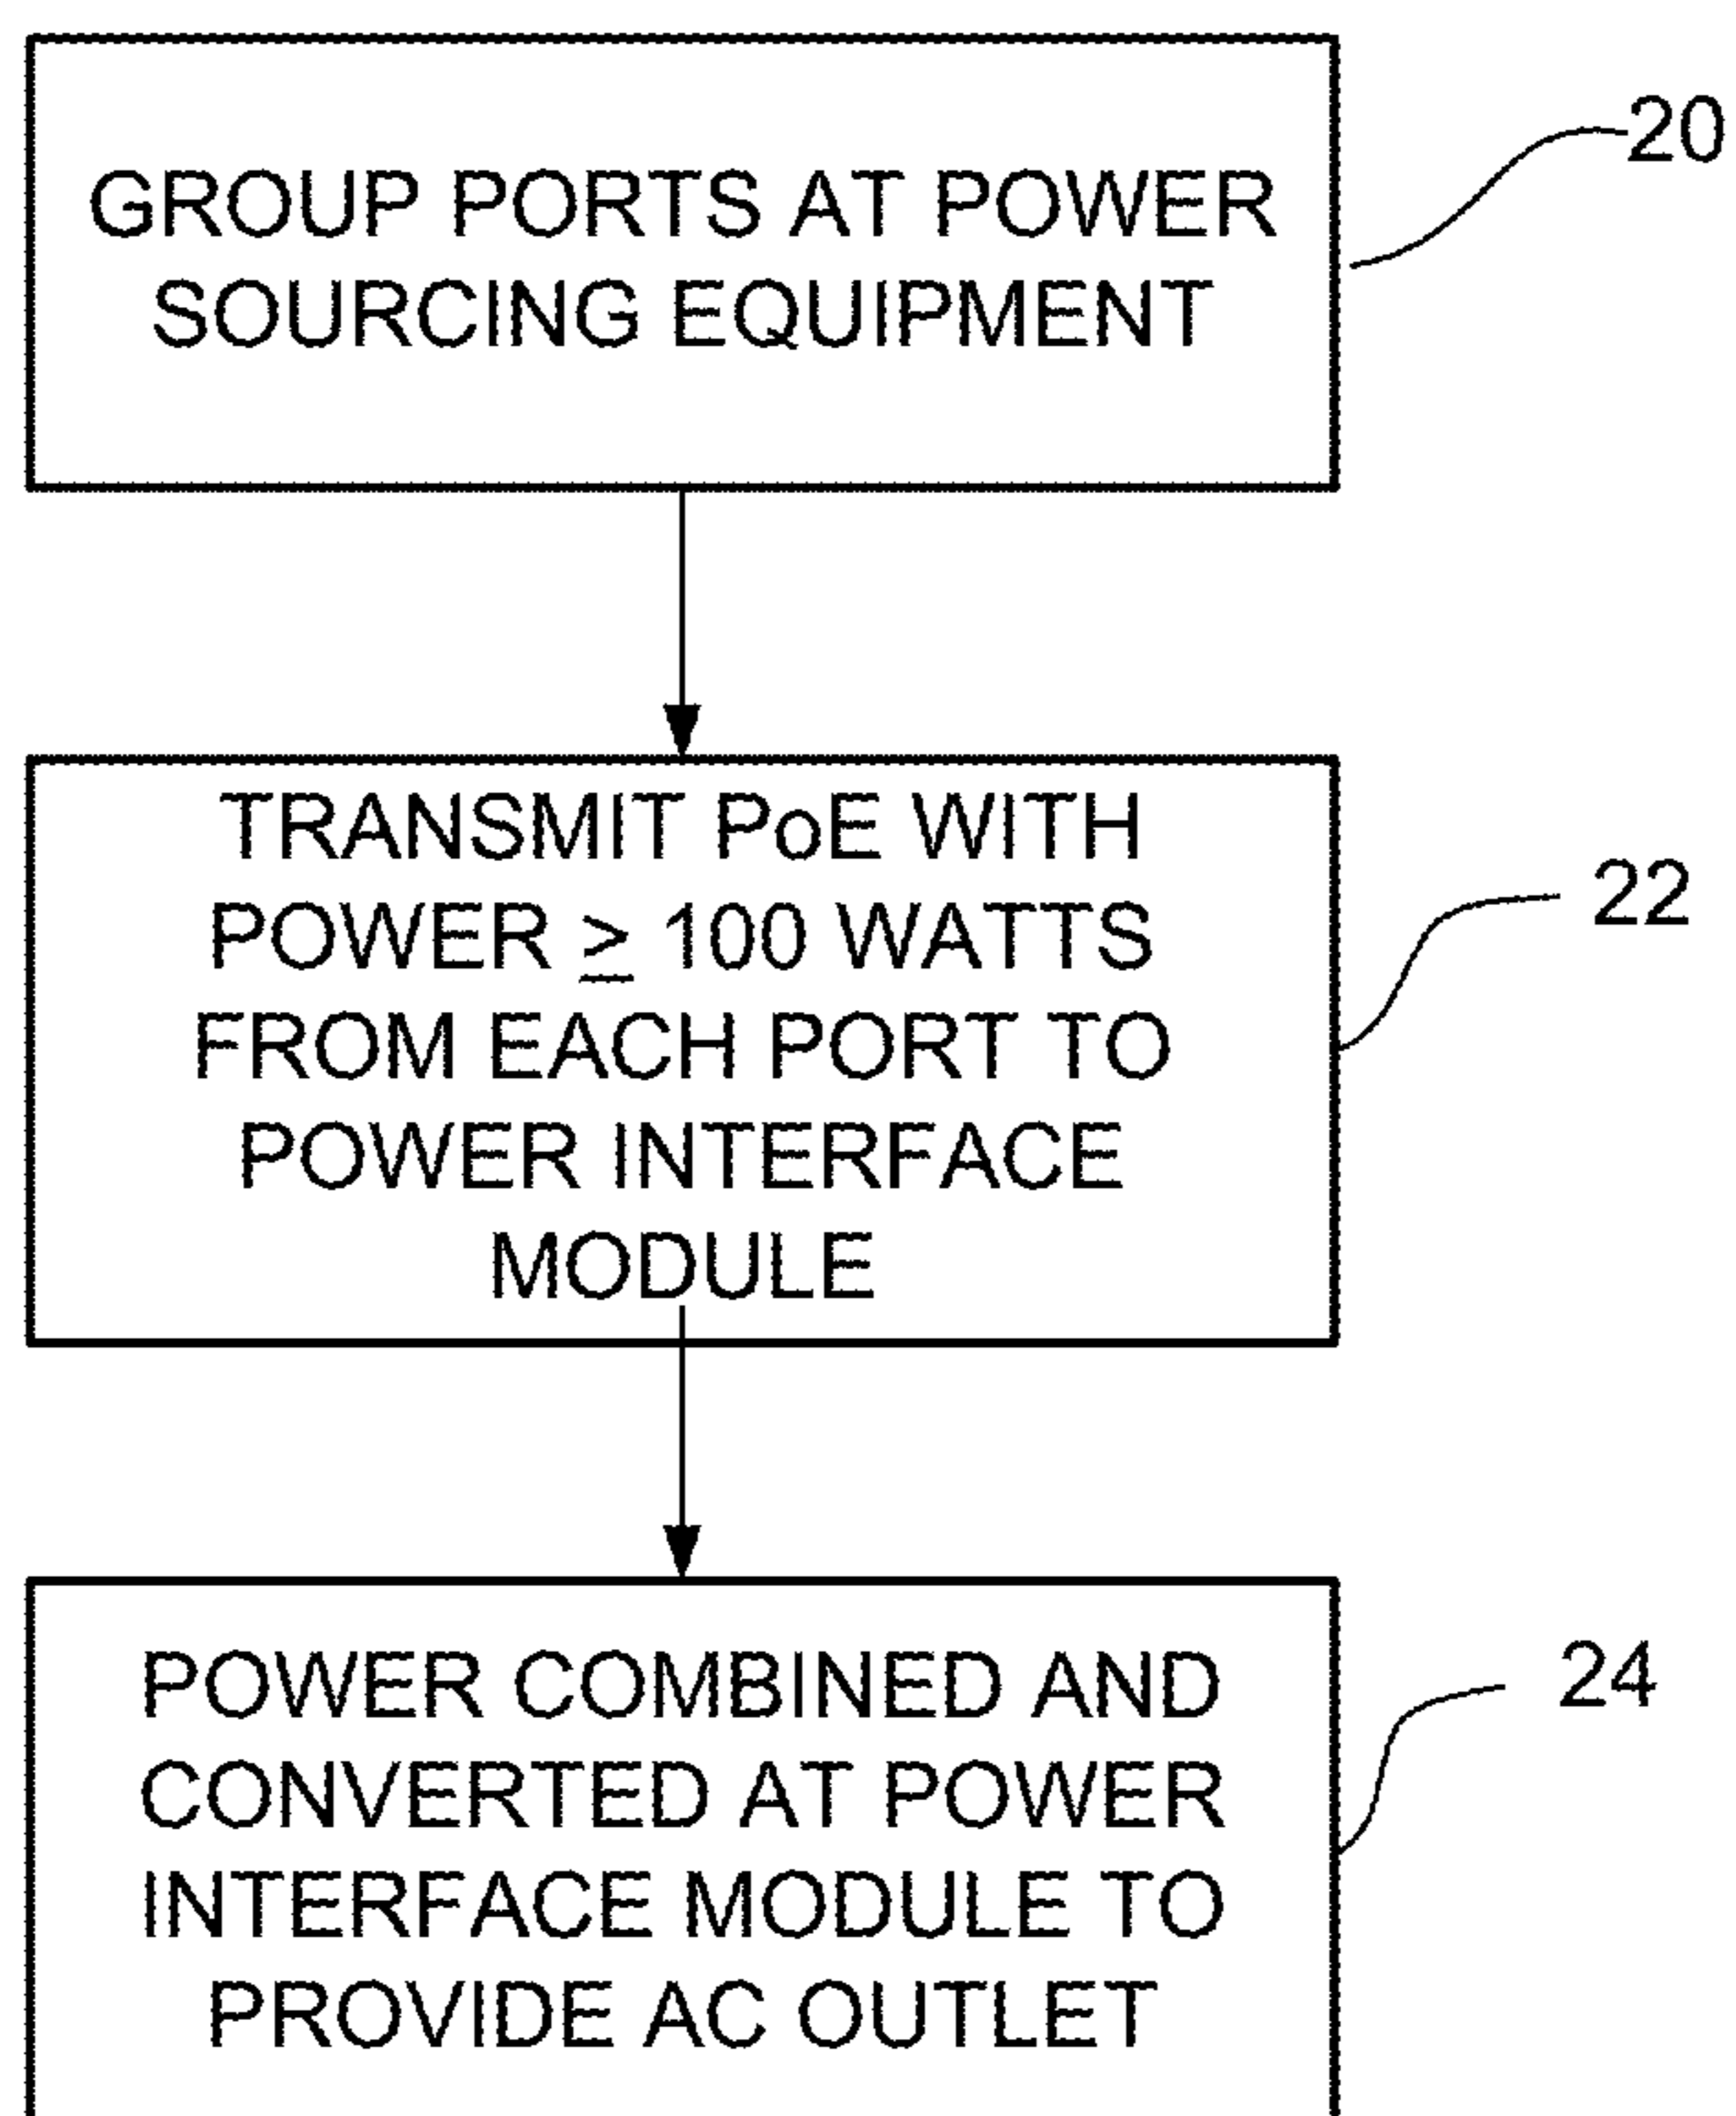 GROUP PORTS AT POWER
SOURCING EQUIPMENT
20
TRANSMIT PoE WITH
POWER ≥ 100 WATTS
FROM EACH PORT TO
POWER INTERFACE
MODULE
22
POWER COMBINED AND
CONVERTED AT POWER
INTERFACE MODULE TO
PROVIDE AC OUTLET
24